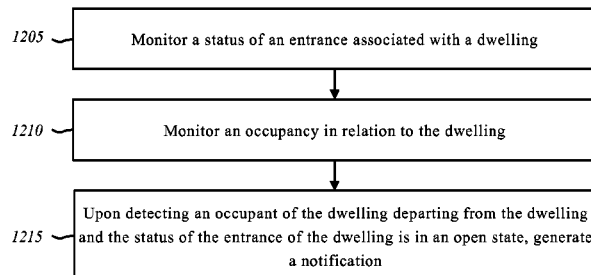 1205
Monitor a status of an entrance associated with a dwelling
1210
Monitor an occupancy in relation to the dwelling
Upon detecting an occupant of the dwelling departing from the dwelling
1215
and the status of the entrance of the dwelling is in an open state, generate
a notification